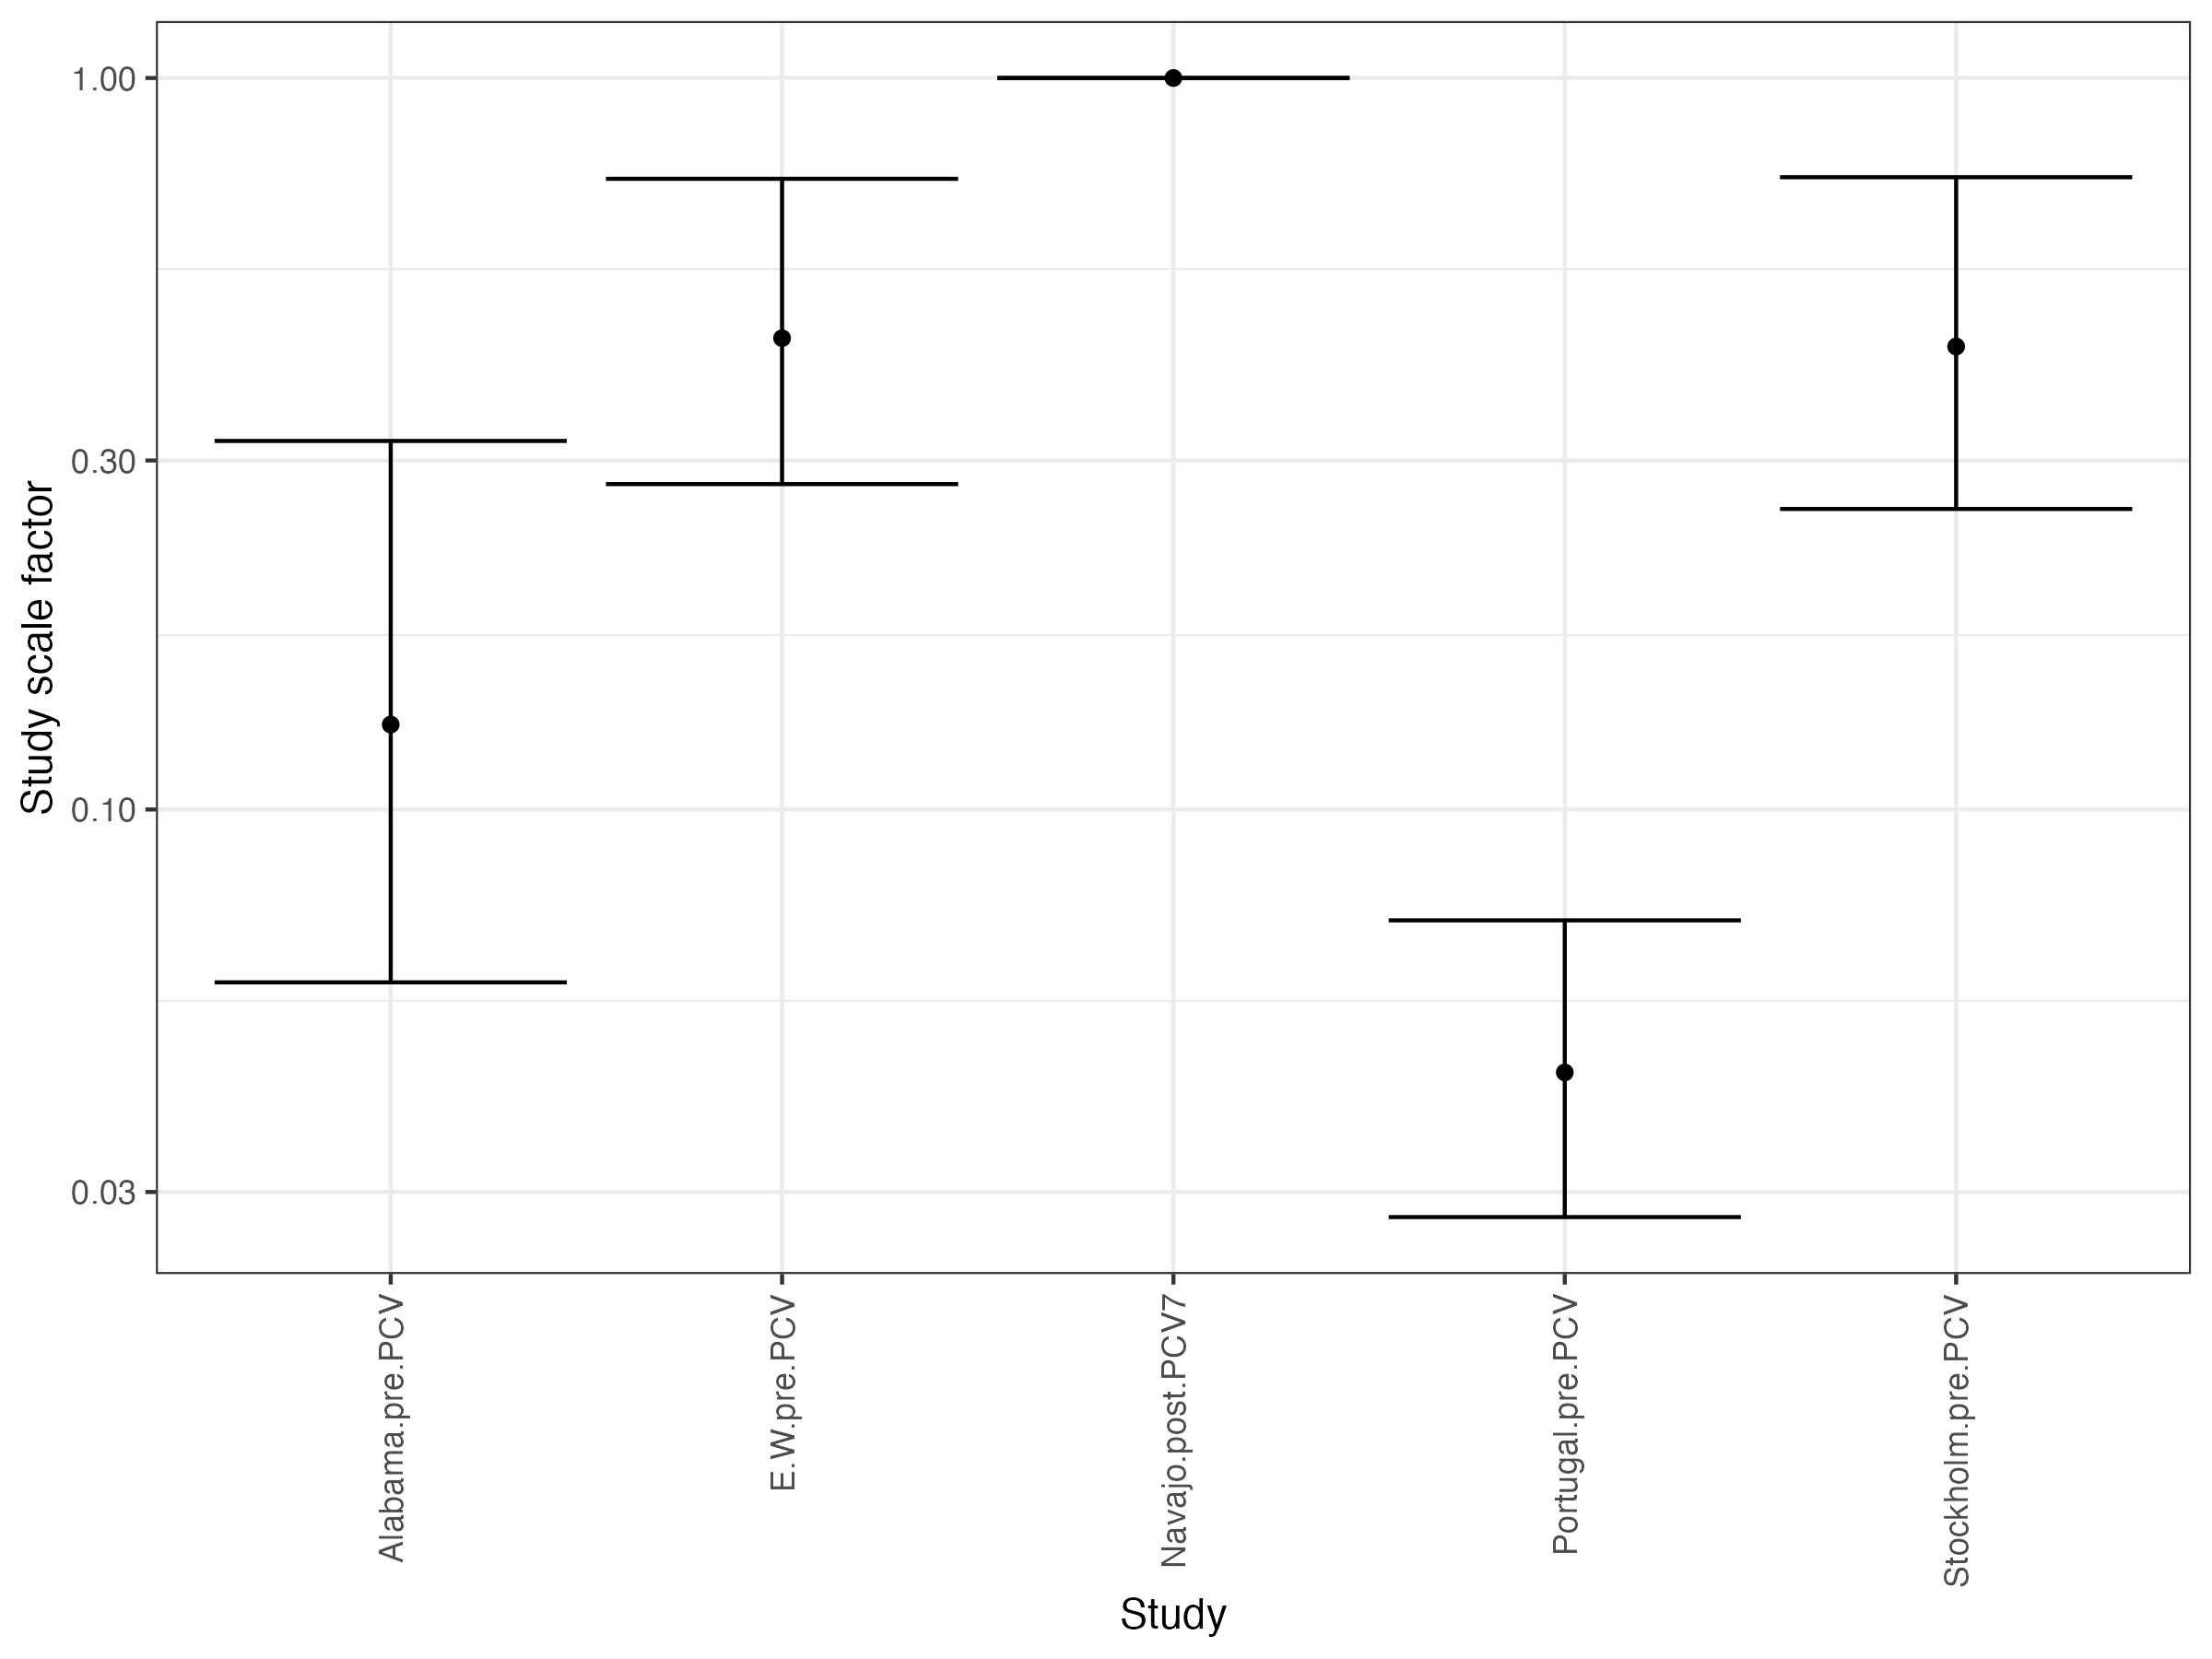 Study scale factor
1.00
0.30
0.10
0.03
Alabama.pre.PCV
E.W.pre.PCV
Navajo.post.PCV7
Portugal.pre.PCV
Stockholm.pre.PCV
Study